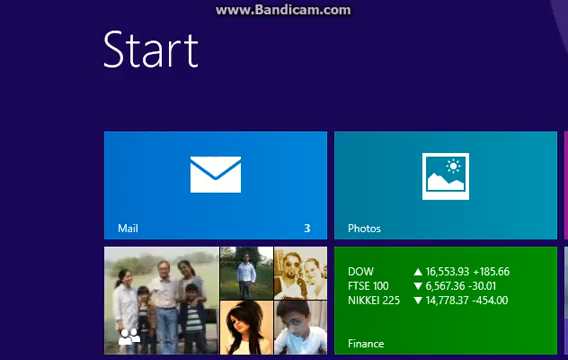 www.Bandicam.com
Start
Mail 3
Photos
DOW ▲ 16,553.93 +185.66
FTSE 100 ▼ 6,567.36 -30.01
NIKKEI 225 ▼ 14,778.37 -454.00
Finance